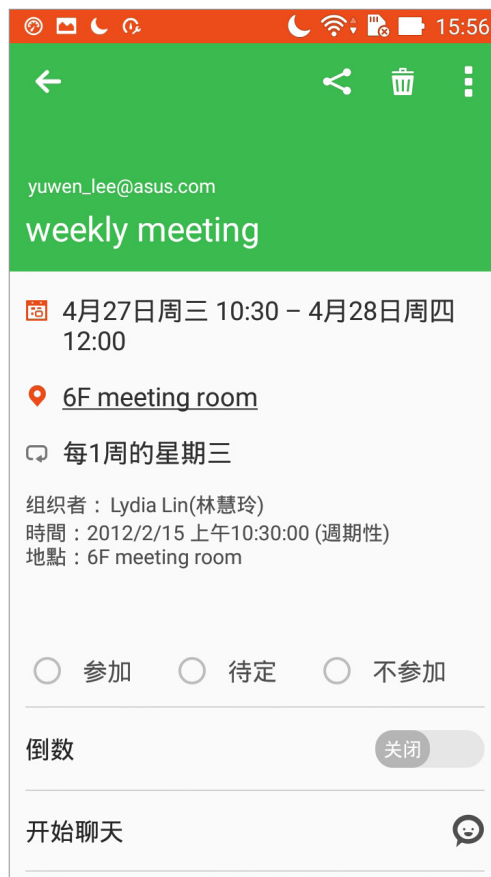 15:56
yuwen_lee@asus.com
weekly meeting
4月27日周三 10:30 – 4月28日周四
12:00
6F meeting room
每1周的星期三
组织者：Lydia Lin(林慧玲)
時間：2012/2/15 上午10:30:00 (週期性)
地點：6F meeting room
参加 待定 不参加
倒数 关闭
开始聊天